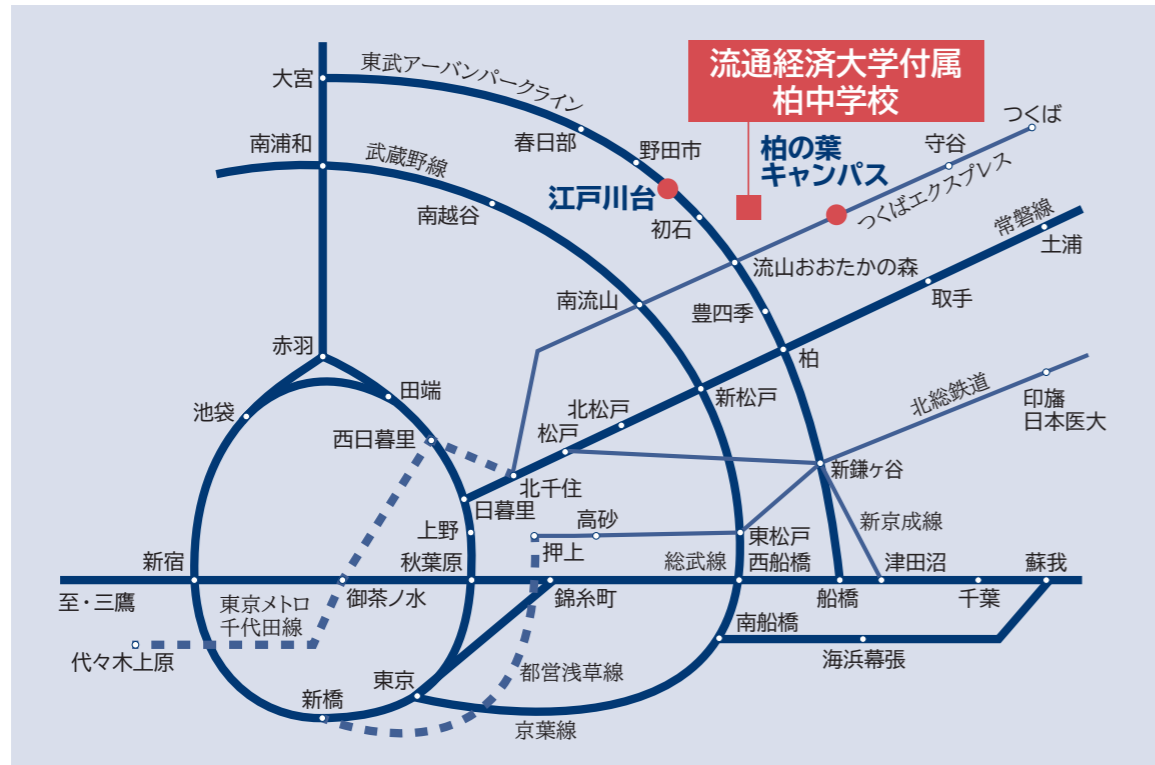 流通経済大学付属
柏中学校
大宮
東武アーバンパークライン
春日部
南浦和
武蔵野線
野田市
柏の葉
キャンパス
つくば
守谷
つくばエクスプレス
江戸川台
南越谷
初石
常磐線
土浦
流山おおたかの森
南流山
豊四季
取手
赤羽
柏
田端
新松戸
池袋
北松戸
北総鉄道
印旛
日本医大
西日暮里
松戸
北千住
新鎌ヶ谷
日暮里
上野
高砂
押上
東松戸
新京成線
新宿
秋葉原
総武線
西船橋
津田沼
蘇我
至・三鷹
東京メトロ
千代田線
御茶ノ水
錦糸町
船橋
千葉
代々木上原
南船橋
海浜幕張
新橋
東京
都営浅草線
京葉線